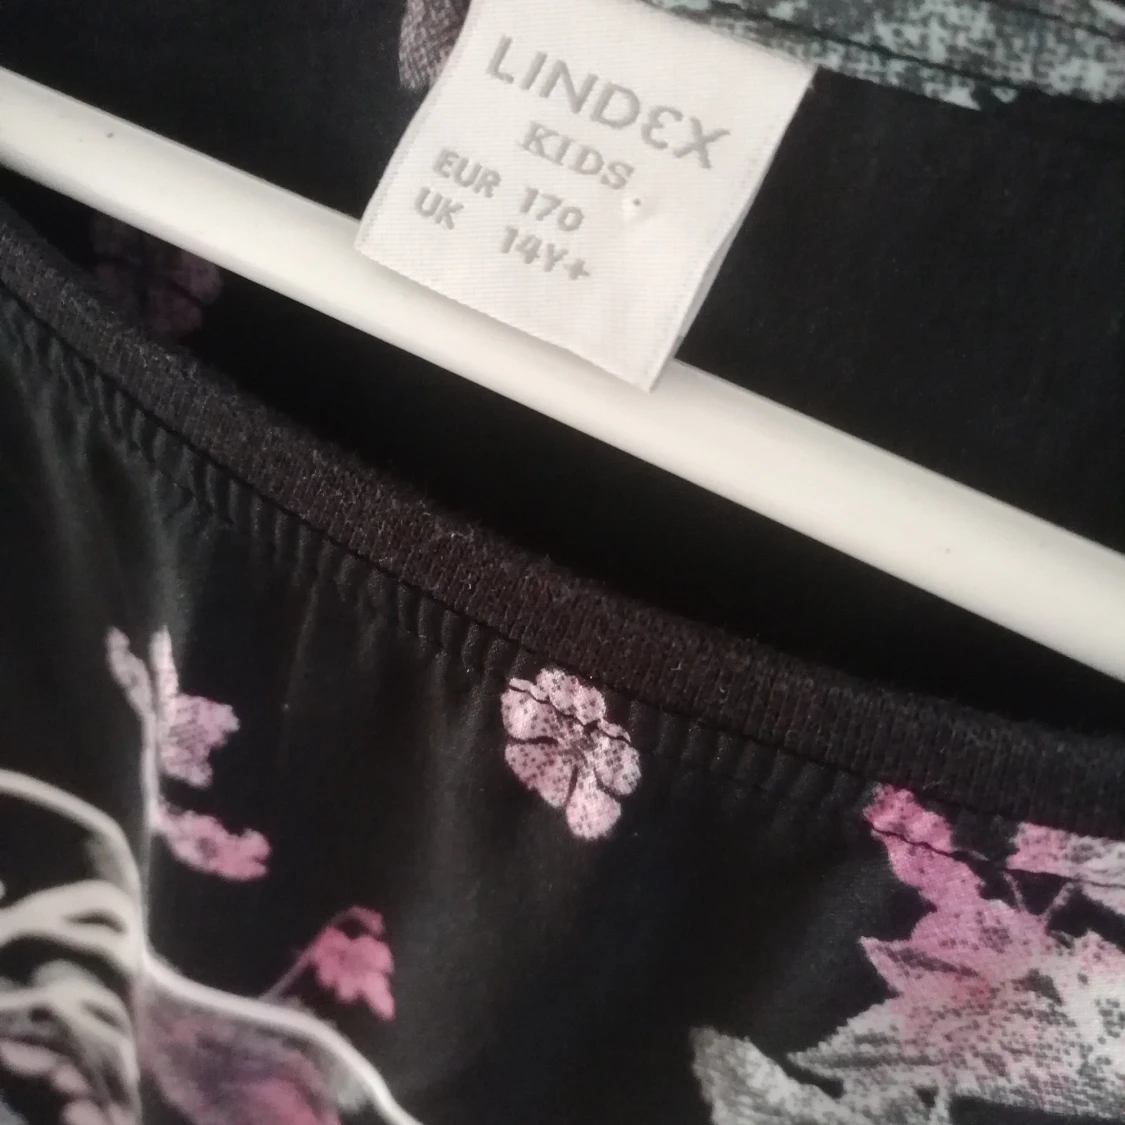 LINDEX
KIDS.
EUR 170
UK 14Y+